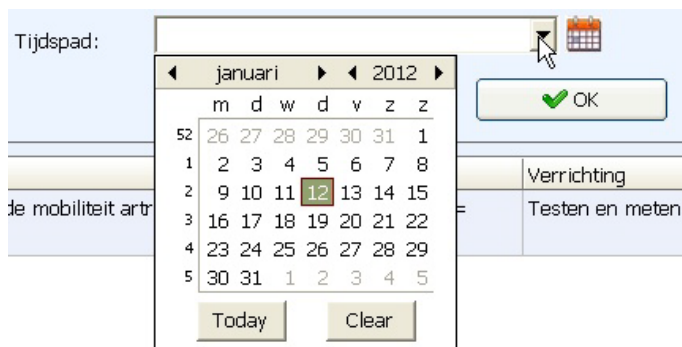 Tijdspad:
januari 2012
OK
m d w d v z z
52 26 27 28 29 30 31 1
1 2 3 4 5 6 7 8
2 9 10 11 12 13 14 15
3 16 17 18 19 20 21 22
4 23 24 25 26 27 28 29
5 30 31 1 2 3 4 5
Today Clear
Verrichting
de mobiliteit artr = Testen en meten